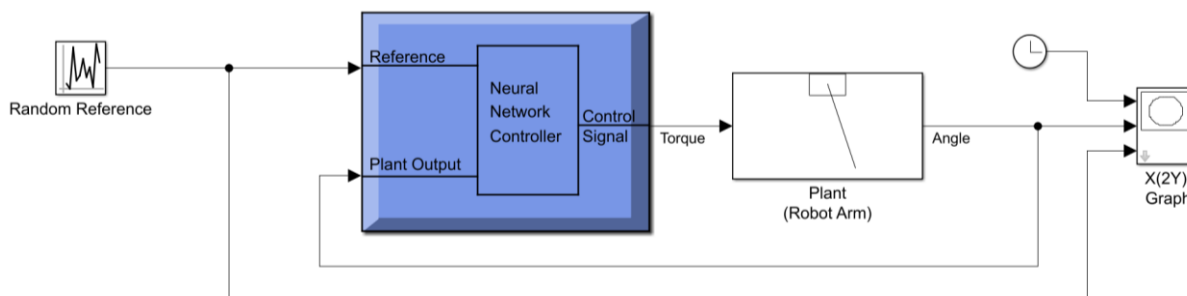 Random Reference
Reference
Plant Output
Neural
Network
Controller
Control
Signal
Torque
Plant
(Robot Arm)
Angle
X(2Y)
Graph